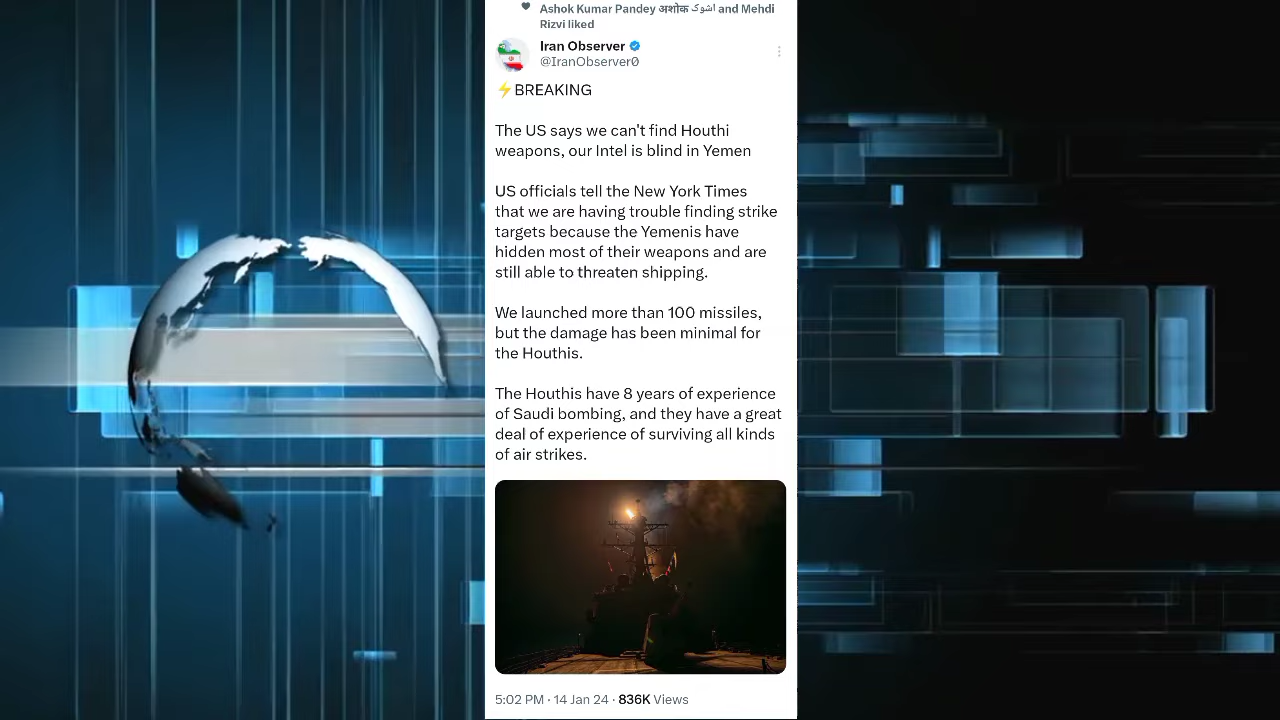 Ashok Kumar Pandey अशोक اشوک and Mehdi
Rizvi liked
Iran Observer
@IranObserver0
⚡BREAKING
The US says we can't find Houthi
weapons, our Intel is blind in Yemen
US officials tell the New York Times
that we are having trouble finding strike
targets because the Yemenis have
hidden most of their weapons and are
still able to threaten shipping.
We launched more than 100 missiles,
but the damage has been minimal for
the Houthis.
The Houthis have 8 years of experience
of Saudi bombing, and they have a great
deal of experience of surviving all kinds
of air strikes.
5:02 PM · 14 Jan 24 · 836K Views